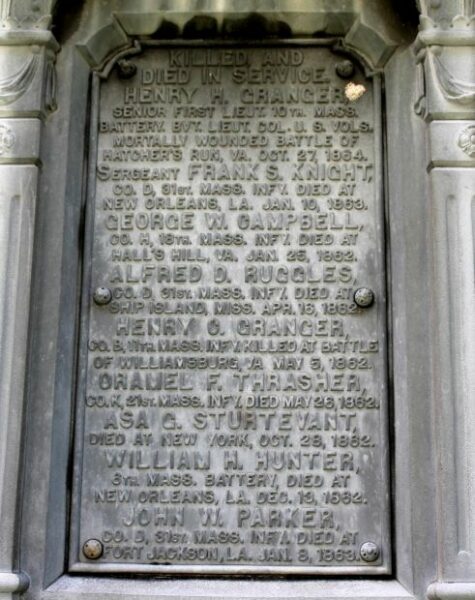 KILLED AND
DIED IN SERVICE.
HENRY H. GRANGER,
SENIOR FIRST LIEUT. 10TH. MASS.
BATTERY. BVT. LIEUT. COL. U. S. VOLS.
MORTALLY WOUNDED BATTLE OF
HATCHER'S RUN, VA. OCT. 27, 1864.
SERGEANT FRANK S. KNIGHT,
CO. D, 31ST. MASS. INFY. DIED AT
NEW ORLEANS, LA. JAN. 10, 1863.
GEORGE W. CAMPBELL,
CO. H, 18TH. MASS. INFY. DIED AT
HALL'S HILL, VA. JAN. 25, 1862.
ALFRED D. RUGGLES,
CO. D, 31ST. MASS. INFY. DIED AT
SHIP ISLAND, MISS. APR. 16, 1862.
HENRY C. GRANGER,
CO. B, 11TH. MASS. INFY. KILLED AT BATTLE
OF WILLIAMSBURG, VA MAY 5, 1862.
ORAMEL F. THRASHER,
CO. K, 21ST. MASS. INFY. DIED MAY 26, 1862.
ASA G. STURTEVANT,
DIED AT NEW YORK, OCT. 28, 1862.
WILLIAM H. HUNTER,
6TH. MASS. BATTERY, DIED AT
NEW ORLEANS, LA. DEC. 13, 1862.
JOHN W. PARKER,
CO. D, 31ST. MASS. INFY. DIED AT
FORT JACKSON, LA. JAN. 8, 1863.